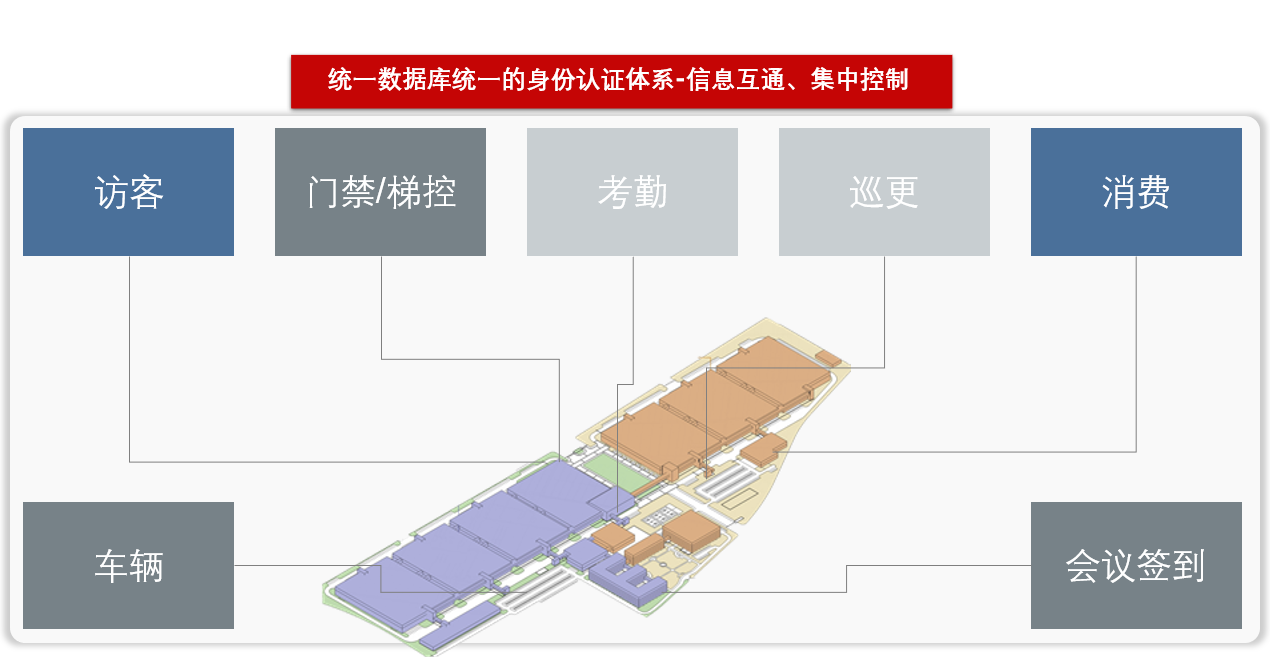 统一数据库统一的身份认证体系-信息互通、集中控制
访客
门禁/梯控
考勤
巡更
消费
车辆
会议签到